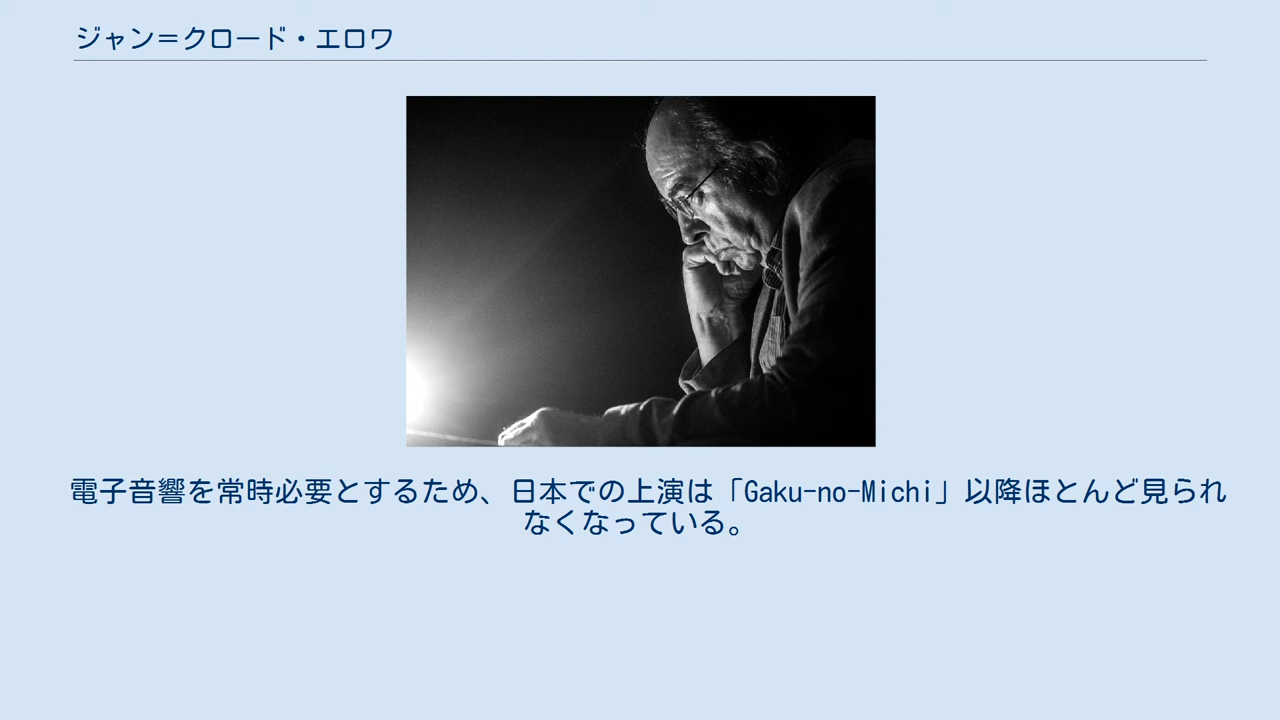 ジャン＝クロード・エロワ
電子音響を常時必要とするため、日本での上演は「Gaku-no-Michi」以降ほとんど見られ
なくなっている。